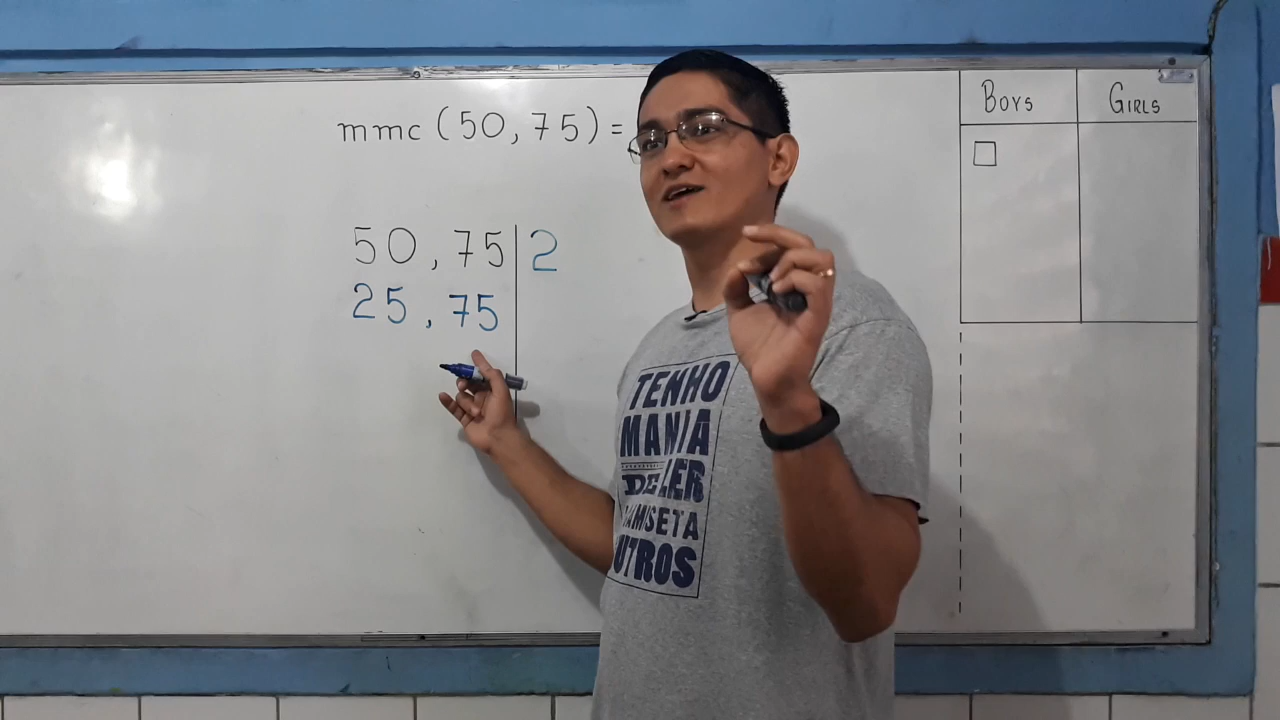 mmc (50,75) =
50,75 2
25,75
BOYS GIRLS
TENHO
MANIA
DE LER
CAMISETA
OUTROS